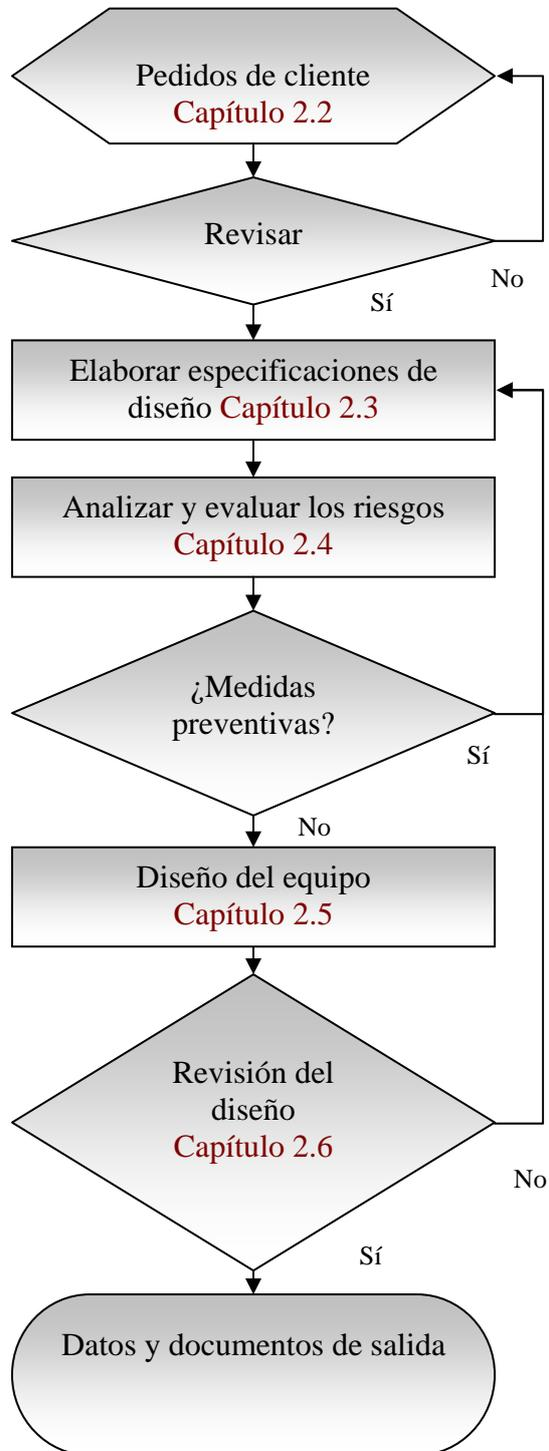 Pedidos de cliente
Capítulo 2.2
Revisar
No
Sí
Elaborar especificaciones de
diseño Capítulo 2.3
Analizar y evaluar los riesgos
Capítulo 2.4
¿Medidas
preventivas?
Sí
No
Diseño del equipo
Capítulo 2.5
Revisión del
diseño
Capítulo 2.6
No
Sí
Datos y documentos de salida